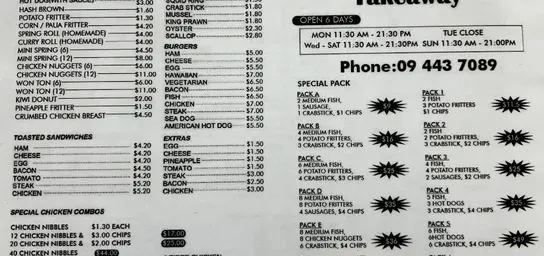 HASH BROWN $1.60
POTATO FRITTER $1.30
CORN / PAUA FRITTER $4.20
SPRING ROLL (HOMEMADE) $4.00
CURRY ROLL (HOMEMADE) $4.00
MINI SPRING (6) $4.50
MINI SPRING (12) $8.00
CHICKEN NUGGETS (6) $6.00
CHICKEN NUGGETS (12) $11.00
WON TON (6) $6.00
WON TON (12) $11.00
KIWI DONUT $2.00
PINEAPPLE FRITTER $1.50
CRUMBED CHICKEN BREAST $4.50
TOASTED SANDWICHES
HAM $4.20
CHEESE $4.20
EGG $4.20
BACON $4.50
TOMATO $4.20
STEAK $5.20
CHICKEN $5.20
SPECIAL CHICKEN COMBOS
CHICKEN NIBBLES $1.30 EACH
12 CHICKEN NIBBLES & $3.00 CHIPS $17.00
20 CHICKEN NIBBLES & $2.00 CHIPS $25.00
40 CHICKEN NIBBLES $44.00
SQUID RING
CRAB STICK $1.80
MUSSEL $1.80
KING PRAWN $1.80
OYSTER $2.30
SCALLOP $2.80
BURGERS
HAM $5.00
CHEESE $5.50
EGG $5.50
HAWAIIAN $7.00
VEGETARIAN $6.50
BACON $6.50
FISH $6.50
CHICKEN $7.00
STEAK $7.00
SEA DOG $5.50
AMERICAN HOT DOG $5.50
EXTRAS
EGG $1.50
CHEESE $1.50
PINEAPPLE $1.50
TOMATO $1.50
STEAK $3.00
BACON $2.50
CHICKEN $3.00
Takeaway
OPEN 6 DAYS
MON 11:30 AM - 21:30 PM TUE CLOSE
Wed - SAT 11:30 AM - 21:30PM SUN 11:30 AM - 21:00PM
Phone:09 443 7089
SPECIAL PACK
PACK A
2 MEDIUM FISH,
1 SAUSAGE,
1 CRABSTICK, $1 CHIPS
PACK B
4 MEDIUM FISH,
4 POTATO FRITTERS,
3 CRABSTICK, $2 CHIPS
PACK C
6 MEDIUM FISH,
6 POTATO FRITTERS,
4 CRABSTICK, $3 CHIPS
PACK D
8 MEDIUM FISH,
8 POTATO FRITTERS
4 SAUSAGES, $4 CHIPS
PACK E
8 MEDIUM FISH,
8 CHICKEN NUGGETS
6 CRABSTICK, $4 CHIPS
PACK 1
2 FISH
3 POTATO FRITTERS
$1 CHIPS
PACK 2
2 FISH,
4 POTATO FRITTERS,
3 CRABSTICK, $2 CHIPS
PACK 3
4 FISH,
4 POTATO FRITTERS,
2 SAUSAGES, $2 CHIPS
PACK 4
5 FISH,
3 HOT DOGS
3 CRABSTICK, $4 CHIPS
PACK 5
6 FISH,
6 HOT DOGS
6 CRABSTICK, $4 CHIPS